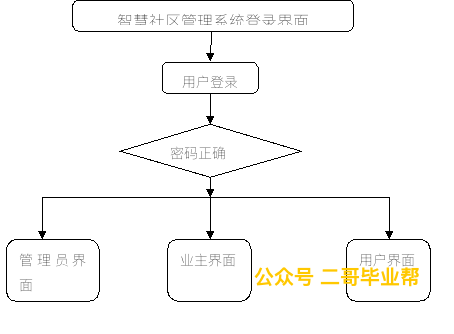 智慧社区管理系统登录界面
用户登录
密码正确
管理员界
面
业主界面
用户界面
公众号 二哥毕业帮